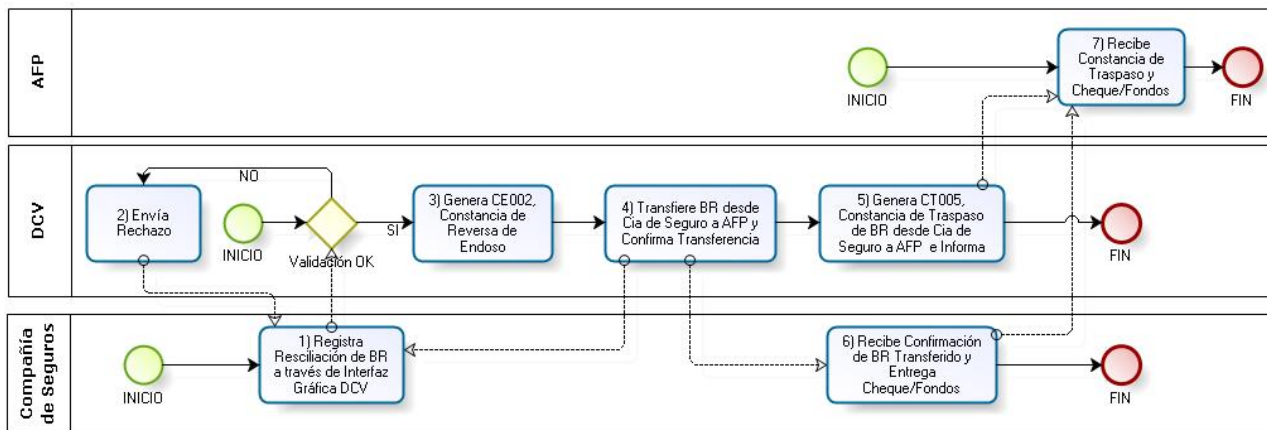 AFP
INICIO
7) Recibe
Constancia de
Traspaso y
Cheque/Fondos
FIN
DCV
2) Envía
Rechazo
NO
INICIO
Validación OK
SI
3) Genera CE002,
Constancia de
Reversa de
Endoso
4) Transfiere BR desde
Cia de Seguro a AFP y
Confirma Transferencia
5) Genera CT005,
Constancia de Traspaso
de BR desde Cia de
Seguro a AFP e Informa
FIN
Compañía
de Seguros
INICIO
1) Registra
Resciliación de BR
a través de Interfaz
Gráfica DCV
6) Recibe Confirmación
de BR Transferido y
Entrega
Cheque/Fondos
FIN